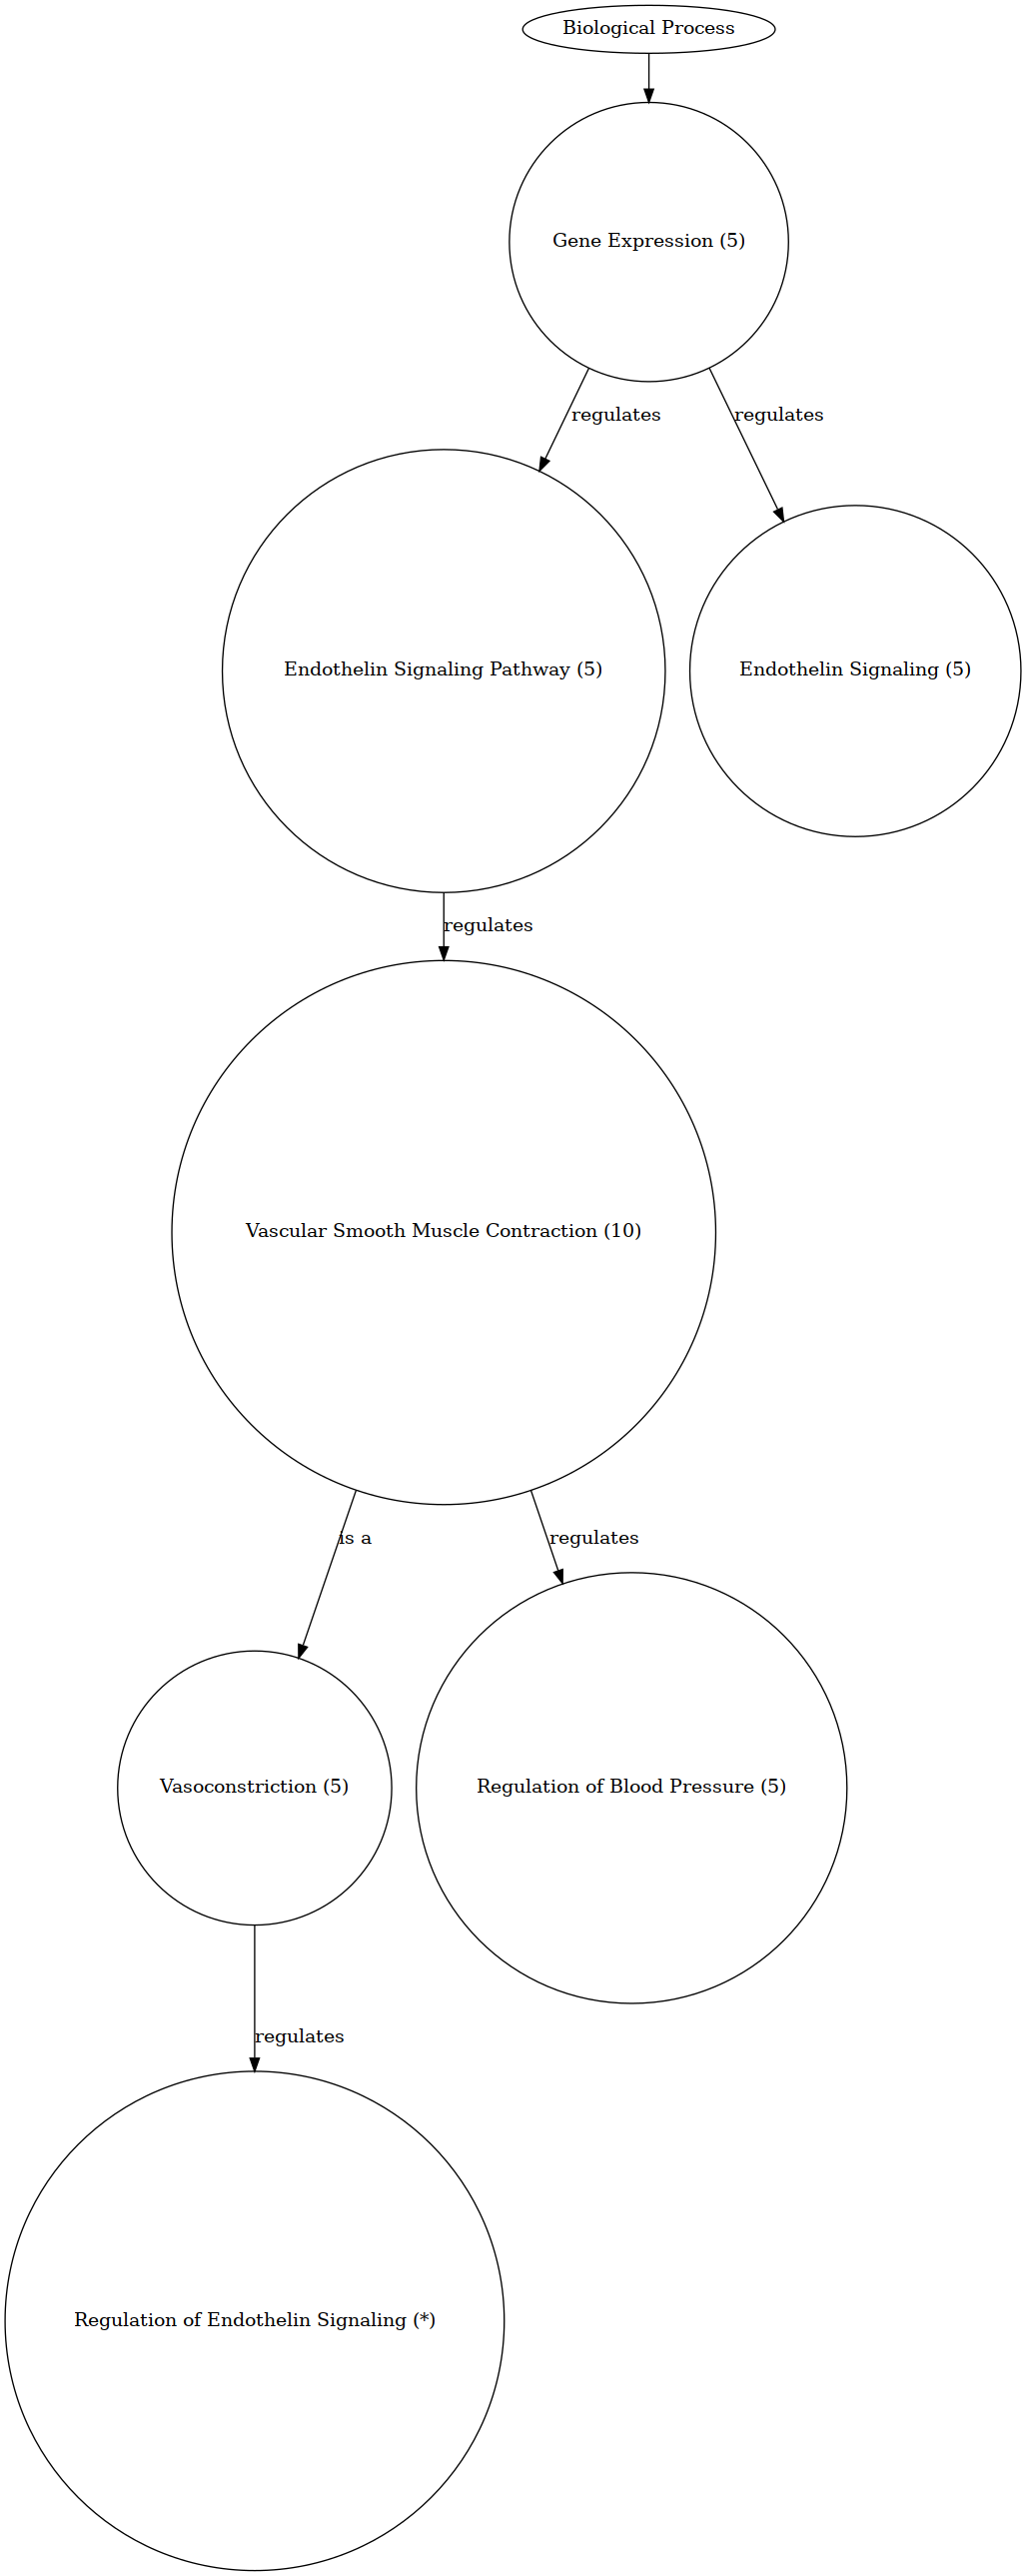 Biological Process
Gene Expression (5)
regulates
regulates
Endothelin Signaling Pathway (5)
Endothelin Signaling (5)
regulates
Vascular Smooth Muscle Contraction (10)
is a
regulates
Vasoconstriction (5)
Regulation of Blood Pressure (5)
regulates
Regulation of Endothelin Signaling (*)